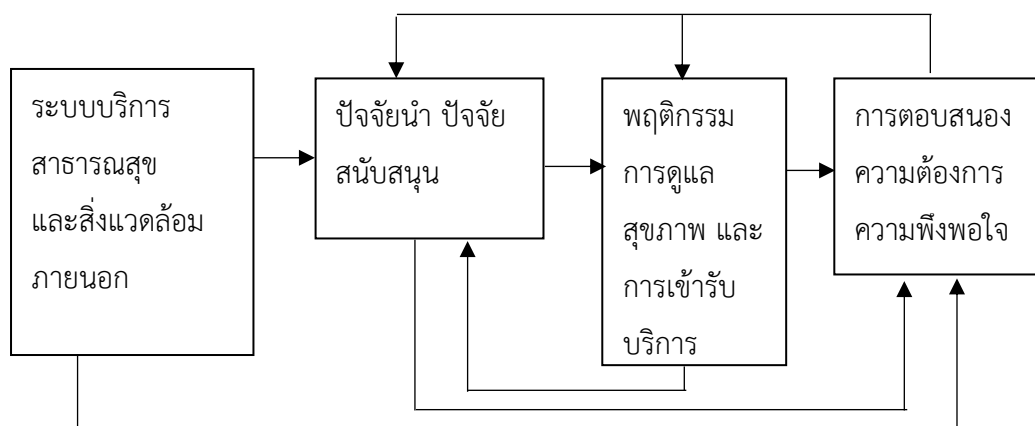 ระบบบริการ
สาธารณสุข
และสิ่งแวดล้อม
ภายนอก
ปัจจัยนำ ปัจจัย
สนับสนุน
พฤติกรรม
การดูแล
สุขภาพ และ
การเข้ารับ
บริการ
การตอบสนอง
ความต้องการ
ความพึงพอใจ